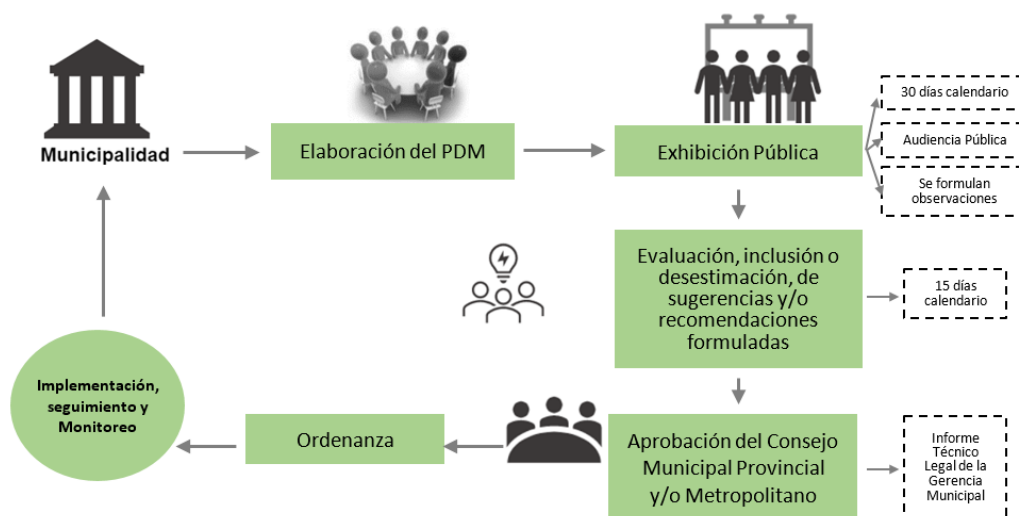 Municipalidad
Elaboración del PDM
Exhibición Pública
30 días calendario
Audiencia Pública
Se formulan
observaciones
Evaluación, inclusión o
desestimación, de
sugerencias y/o
recomendaciones
formuladas
15 días
calendario
Aprobación del Consejo
Municipal Provincial
y/o Metropolitano
Informe
Técnico
Legal de la
Gerencia
Municipal
Ordenanza
Implementación,
seguimiento y
Monitoreo